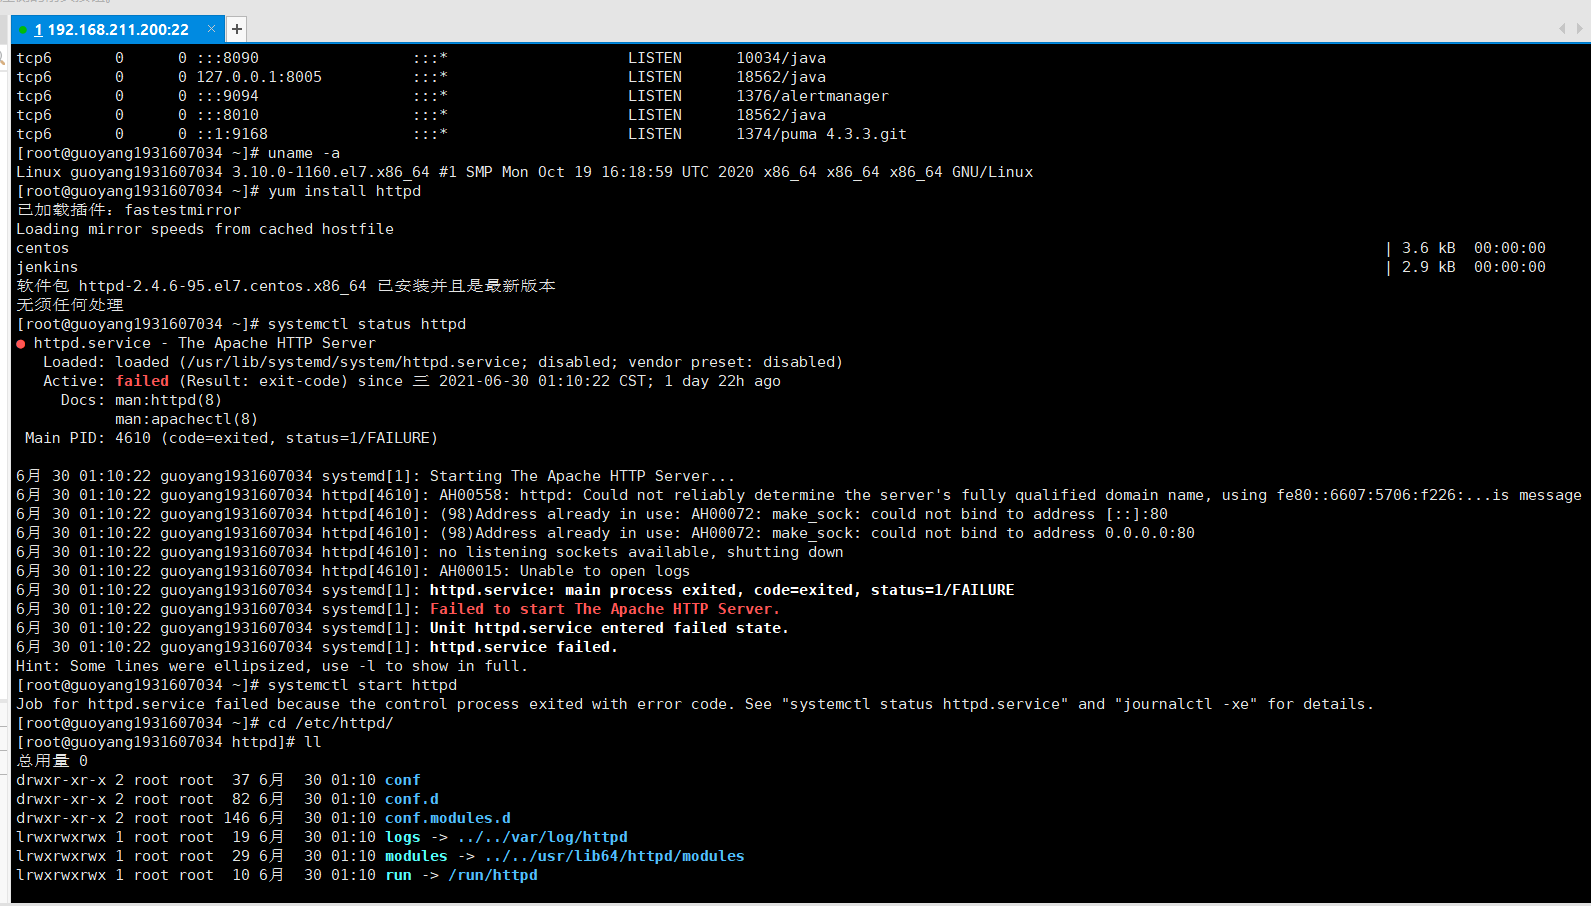 1 192.168.211.200:22 × +
tcp6       0      0 :::8090                 :::*                    LISTEN      10034/java
tcp6       0      0 127.0.0.1:8005          :::*                    LISTEN      18562/java
tcp6       0      0 :::9094                 :::*                    LISTEN      1376/alertmanager
tcp6       0      0 :::8010                 :::*                    LISTEN      18562/java
tcp6       0      0 ::1:9168                :::*                    LISTEN      1374/puma 4.3.3.git
[root@guoyang1931607034 ~]# uname -a
Linux guoyang1931607034 3.10.0-1160.el7.x86_64 #1 SMP Mon Oct 19 16:18:59 UTC 2020 x86_64 x86_64 x86_64 GNU/Linux
[root@guoyang1931607034 ~]# yum install httpd
已加载插件：fastestmirror
Loading mirror speeds from cached hostfile
centos | 3.6 kB  00:00:00
jenkins | 2.9 kB  00:00:00
软件包 httpd-2.4.6-95.el7.centos.x86_64 已安装并且是最新版本
无须任何处理
[root@guoyang1931607034 ~]# systemctl status httpd
● httpd.service - The Apache HTTP Server
   Loaded: loaded (/usr/lib/systemd/system/httpd.service; disabled; vendor preset: disabled)
   Active: failed (Result: exit-code) since 三 2021-06-30 01:10:22 CST; 1 day 22h ago
     Docs: man:httpd(8)
           man:apachectl(8)
 Main PID: 4610 (code=exited, status=1/FAILURE)
6月 30 01:10:22 guoyang1931607034 systemd[1]: Starting The Apache HTTP Server...
6月 30 01:10:22 guoyang1931607034 httpd[4610]: AH00558: httpd: Could not reliably determine the server's fully qualified domain name, using fe80::6607:5706:f226:...is message
6月 30 01:10:22 guoyang1931607034 httpd[4610]: (98)Address already in use: AH00072: make_sock: could not bind to address [::]:80
6月 30 01:10:22 guoyang1931607034 httpd[4610]: (98)Address already in use: AH00072: make_sock: could not bind to address 0.0.0.0:80
6月 30 01:10:22 guoyang1931607034 httpd[4610]: no listening sockets available, shutting down
6月 30 01:10:22 guoyang1931607034 httpd[4610]: AH00015: Unable to open logs
6月 30 01:10:22 guoyang1931607034 systemd[1]: httpd.service: main process exited, code=exited, status=1/FAILURE
6月 30 01:10:22 guoyang1931607034 systemd[1]: Failed to start The Apache HTTP Server.
6月 30 01:10:22 guoyang1931607034 systemd[1]: Unit httpd.service entered failed state.
6月 30 01:10:22 guoyang1931607034 systemd[1]: httpd.service failed.
Hint: Some lines were ellipsized, use -l to show in full.
[root@guoyang1931607034 ~]# systemctl start httpd
Job for httpd.service failed because the control process exited with error code. See "systemctl status httpd.service" and "journalctl -xe" for details.
[root@guoyang1931607034 ~]# cd /etc/httpd/
[root@guoyang1931607034 httpd]# ll
总用量 0
drwxr-xr-x 2 root root  37 6月  30 01:10 conf
drwxr-xr-x 2 root root  82 6月  30 01:10 conf.d
drwxr-xr-x 2 root root 146 6月  30 01:10 conf.modules.d
lrwxrwxrwx 1 root root  19 6月  30 01:10 logs -> ../../var/log/httpd
lrwxrwxrwx 1 root root  29 6月  30 01:10 modules -> ../../usr/lib64/httpd/modules
lrwxrwxrwx 1 root root  10 6月  30 01:10 run -> /run/httpd